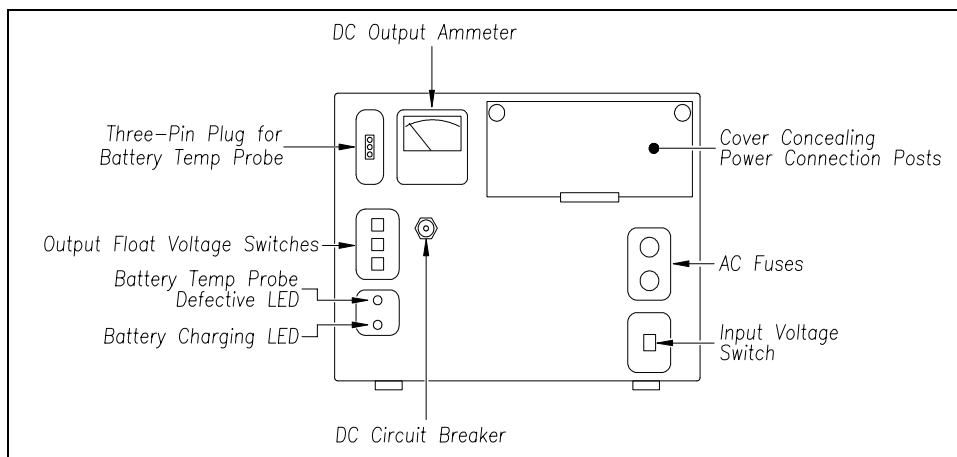 DC Output Ammeter
Three-Pin Plug for
Battery Temp Probe
Cover Concealing
Power Connection Posts
Output Float Voltage Switches
Battery Temp Probe
Defective LED
Battery Charging LED
AC Fuses
Input Voltage
Switch
DC Circuit Breaker